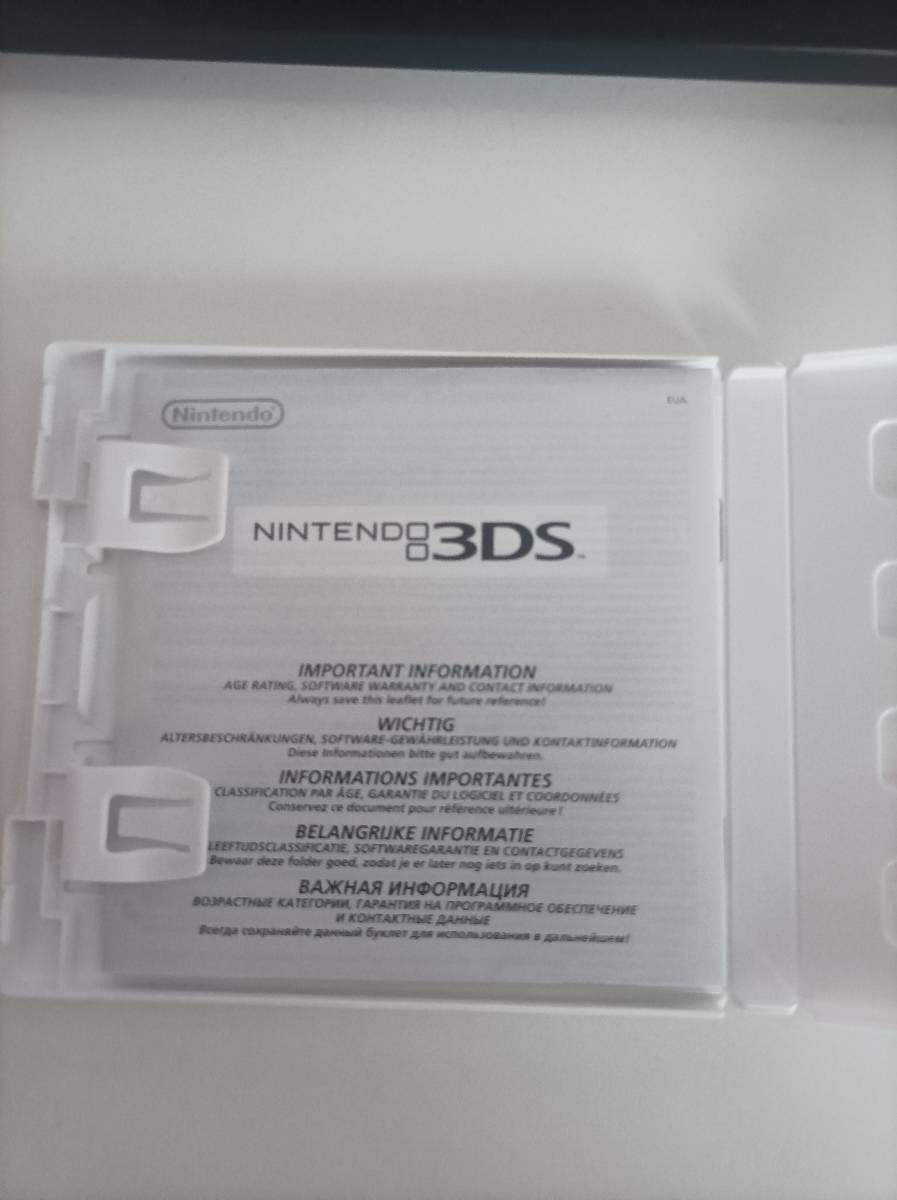 Nintendo®
EUA
NINTENDO 3DS™
IMPORTANT INFORMATION
AGE RATING, SOFTWARE WARRANTY AND CONTACT INFORMATION
Always save this leaflet for future reference!
WICHTIG
ALTERSBESCHRÄNKUNGEN, SOFTWARE-GEWÄHRLEISTUNG UND KONTAKTINFORMATION
Diese Informationen bitte gut aufbewahren.
INFORMATIONS IMPORTANTES
CLASSIFICATION PAR ÂGE, GARANTIE DU LOGICIEL ET COORDONNÉES
Conservez ce document pour référence ultérieure !
BELANGRIJKE INFORMATIE
LEEFTIJDSCLASSIFICATIE, SOFTWAREGARANTIE EN CONTACTGEGEVENS
Bewaar deze folder goed, zodat je er later nog iets in op kunt zoeken.
ВАЖНАЯ ИНФОРМАЦИЯ
ВОЗРАСТНЫЕ КАТЕГОРИИ, ГАРАНТИЯ НА ПРОГРАММНОЕ ОБЕСПЕЧЕНИЕ
И КОНТАКТНЫЕ ДАННЫЕ
Всегда сохраняйте данный буклет для использования в дальнейшем!